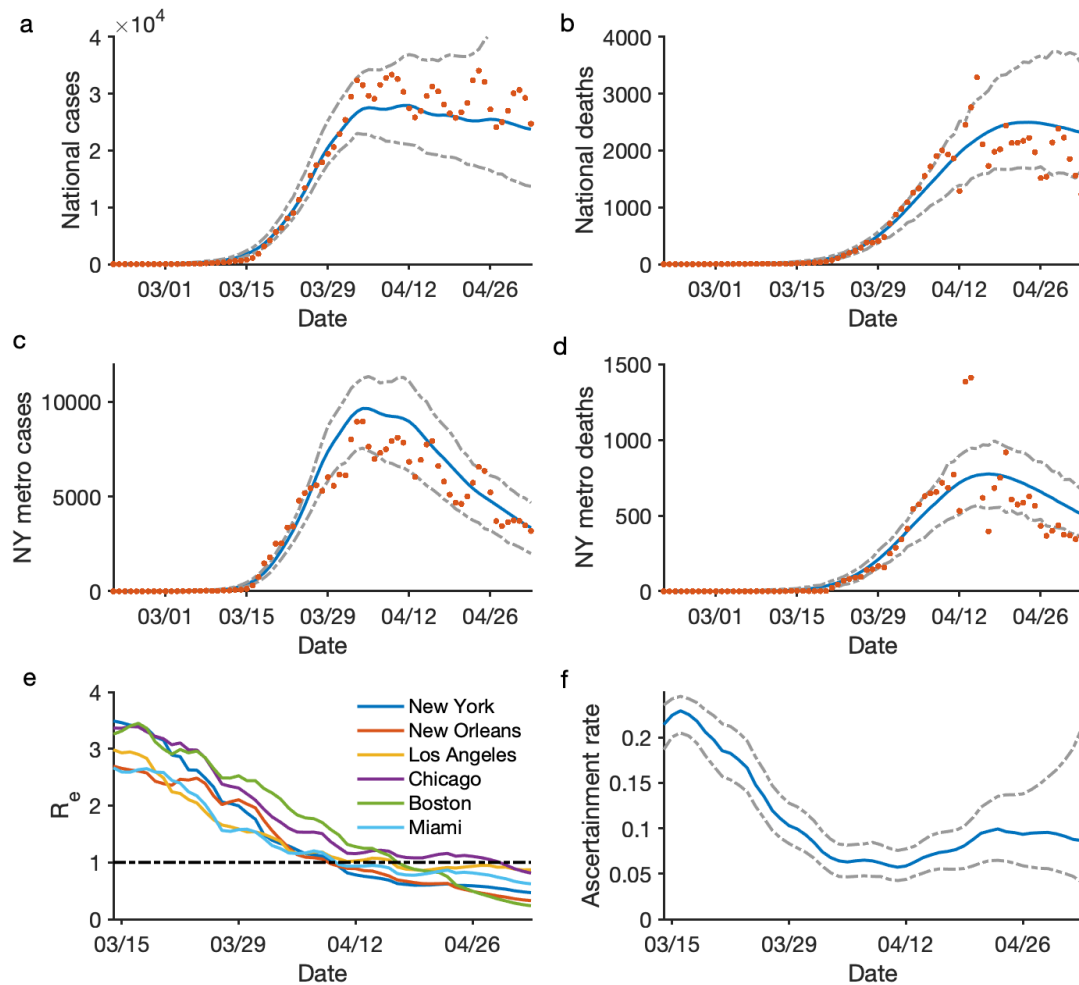 a
×10⁴
National cases
4
3
2
1
0
03/01 03/15 03/29 04/12 04/26
Date
b
National deaths
4000
3000
2000
1000
0
03/01 03/15 03/29 04/12 04/26
Date
c
NY metro cases
10000
5000
0
03/01 03/15 03/29 04/12 04/26
Date
d
NY metro deaths
1500
1000
500
0
03/01 03/15 03/29 04/12 04/26
Date
e
Rₑ
4
3
2
1
0
New York
New Orleans
Los Angeles
Chicago
Boston
Miami
03/15 03/29 04/12 04/26
Date
f
Ascertainment rate
0.2
0.15
0.1
0.05
0
03/15 03/29 04/12 04/26
Date